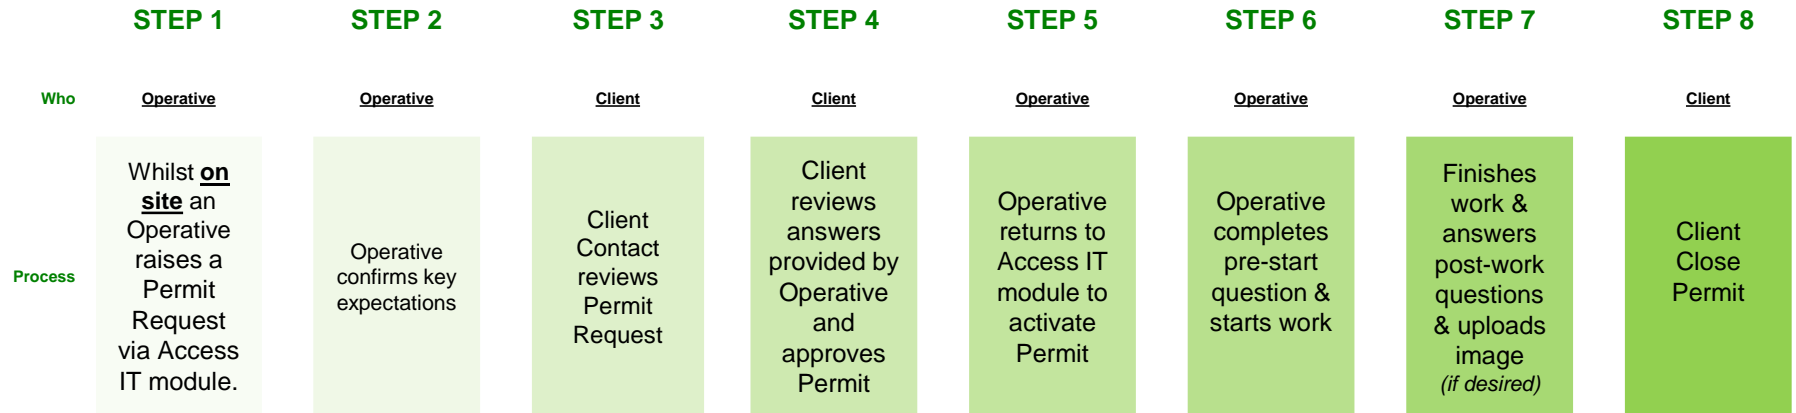 STEP 1 STEP 2 STEP 3 STEP 4 STEP 5 STEP 6 STEP 7 STEP 8
Who Operative Operative Client Client Operative Operative Operative Client
Process
Whilst on
site an
Operative
raises a
Permit
Request
via Access
IT module.
Operative
confirms key
expectations
Client
Contact
reviews
Permit
Request
Client
reviews
answers
provided by
Operative
and
approves
Permit
Operative
returns to
Access IT
module to
activate
Permit
Operative
completes
pre-start
question &
starts work
Finishes
work &
answers
post-work
questions
& uploads
image
(if desired)
Client
Close
Permit